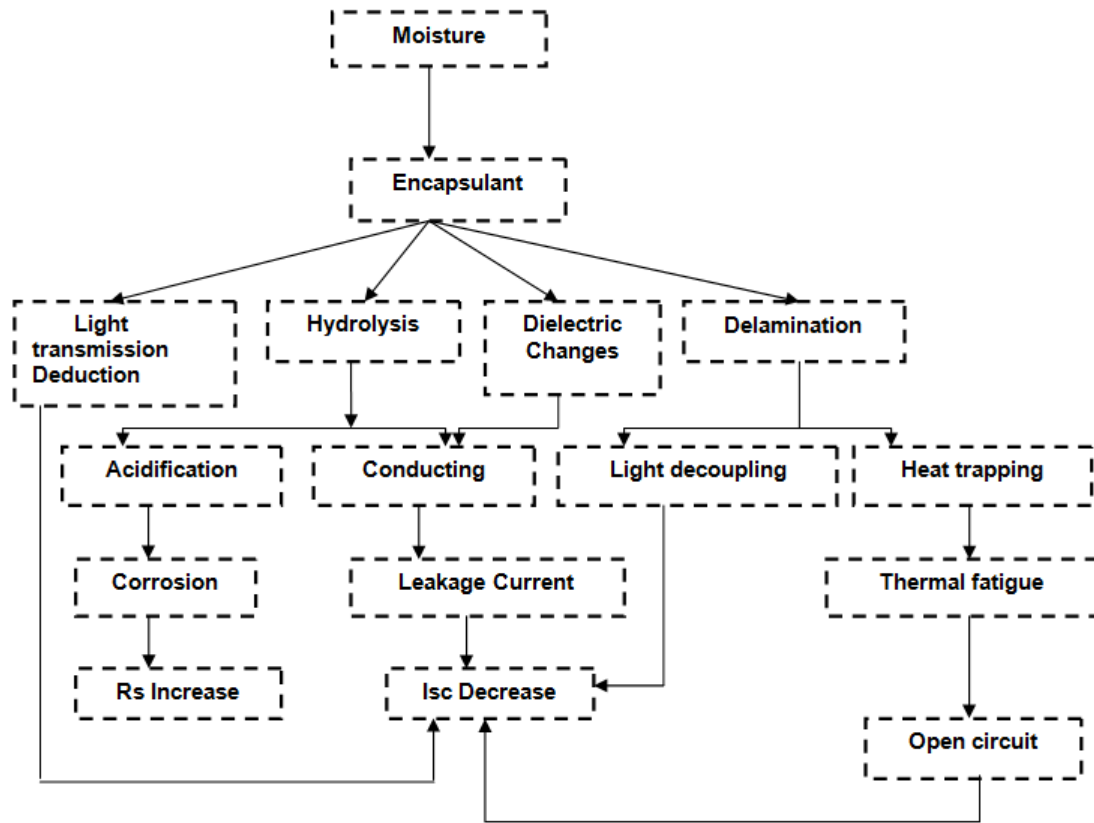 Moisture
Encapsulant
Light
transmission
Deduction
Hydrolysis
Dielectric
Changes
Delamination
Acidification
Conducting
Light decoupling
Heat trapping
Corrosion
Leakage Current
Thermal fatigue
Rs Increase
Isc Decrease
Open circuit